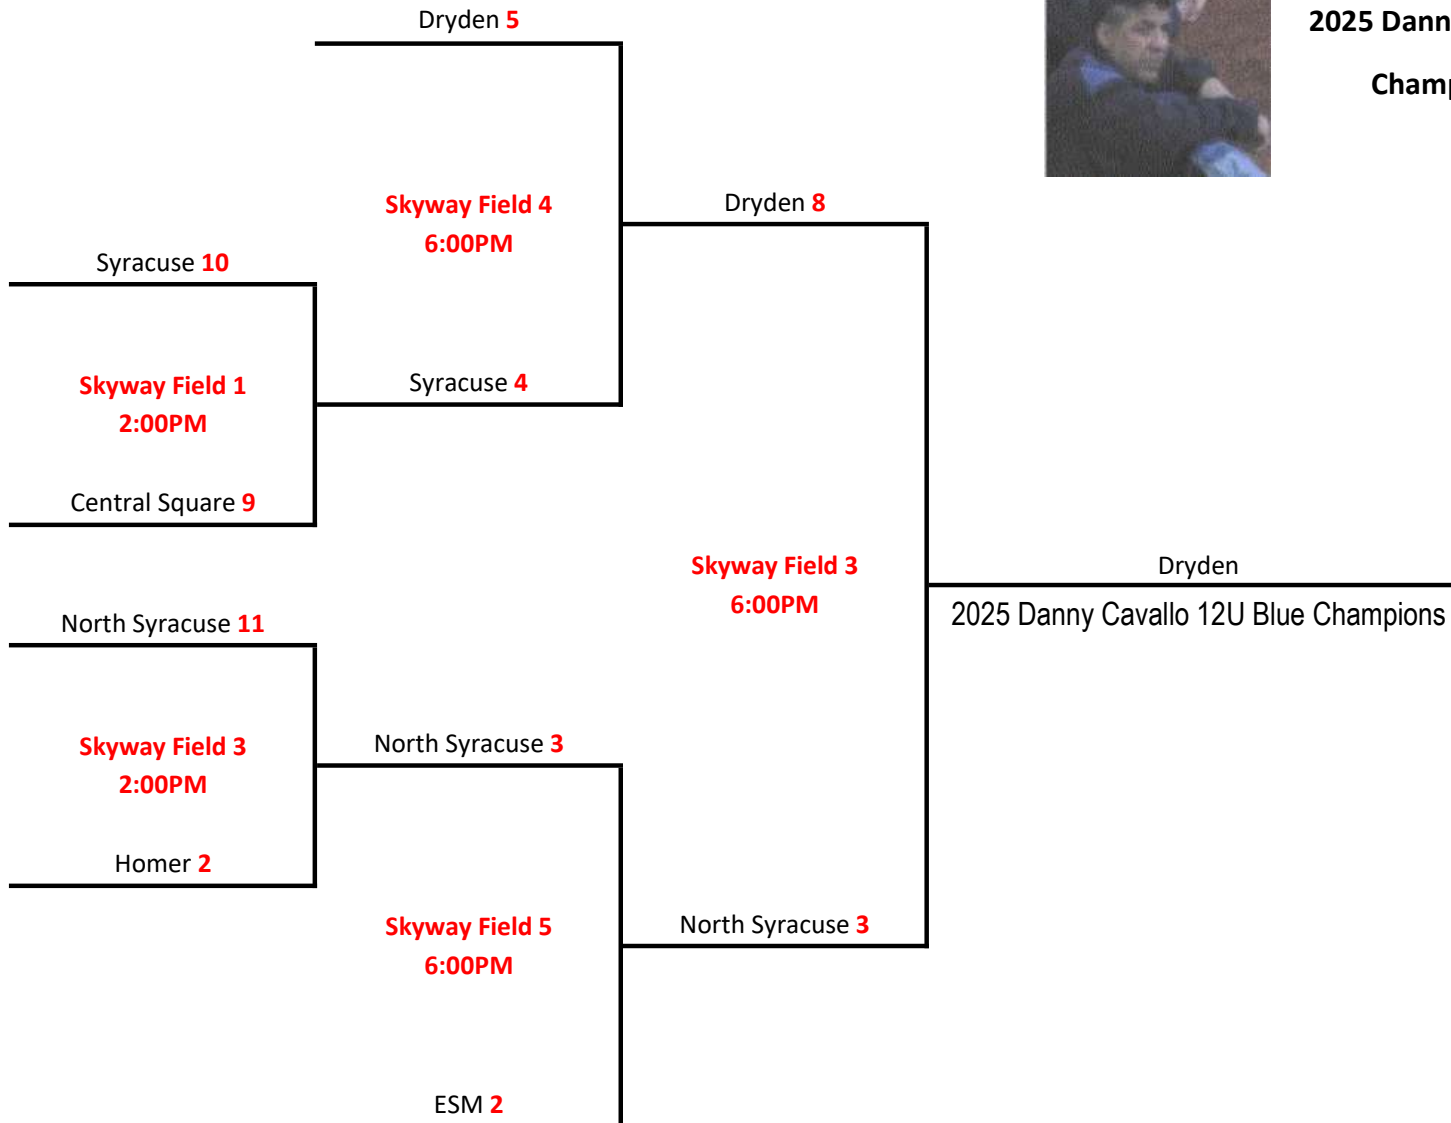 Dryden 5
2025 Dann
Champ
Skyway Field 4
6:00PM
Dryden 8
Syracuse 10
Skyway Field 1
2:00PM
Syracuse 4
Central Square 9
Skyway Field 3
6:00PM
Dryden
2025 Danny Cavallo 12U Blue Champions
North Syracuse 11
Skyway Field 3
2:00PM
North Syracuse 3
Homer 2
Skyway Field 5
6:00PM
North Syracuse 3
ESM 2